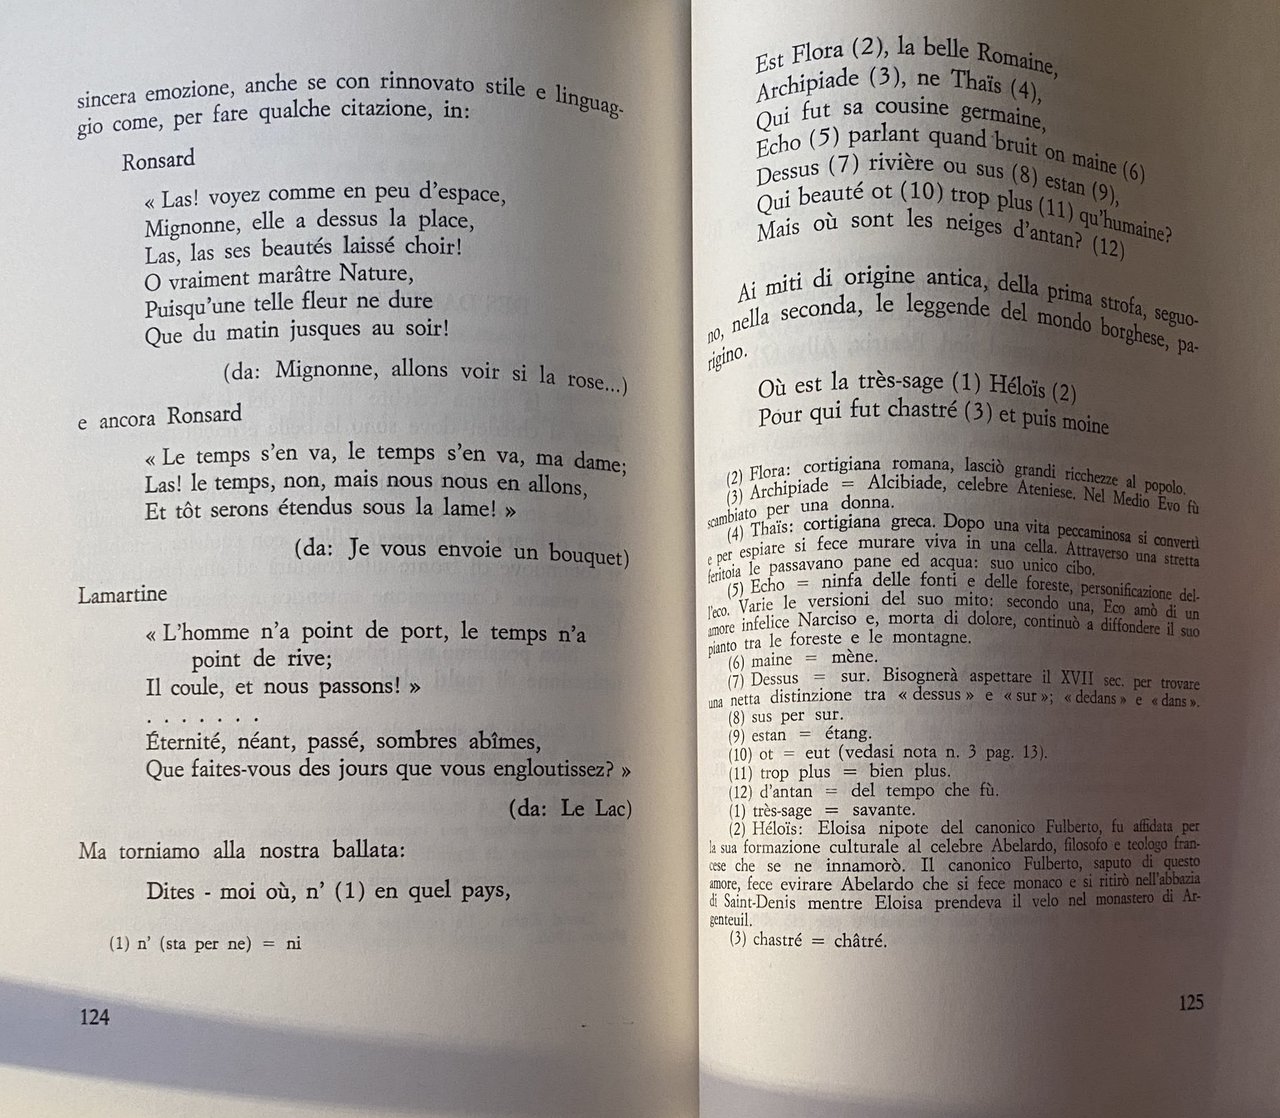 sincera emozione, anche se con rinnovato stile e linguag-
gio come, per fare qualche citazione, in:
Ronsard
« Las! voyez comme en peu d'espace,
Mignonne, elle a dessus la place,
Las, las ses beautés laissé choir!
O vraiment marâtre Nature,
Puisqu'une telle fleur ne dure
Que du matin jusques au soir!
(da: Mignonne, allons voir si la rose...)
e ancora Ronsard
« Le temps s'en va, le temps s'en va, ma dame;
Las! le temps, non, mais nous nous en allons,
Et tôt serons étendus sous la lame! »
(da: Je vous envoie un bouquet)
Lamartine
« L'homme n'a point de port, le temps n'a
point de rive;
Il coule, et nous passons! »
. . . . . . .
Éternité, néant, passé, sombres abîmes,
Que faites-vous des jours que vous engloutissez? »
(da: Le Lac)
Ma torniamo alla nostra ballata:
Dites - moi où, n' (1) en quel pays,
(1) n' (sta per ne) = ni
124
Est Flora (2), la belle Romaine,
Archipiade (3), ne Thaïs (4),
Qui fut sa cousine germaine,
Echo (5) parlant quand bruit on maine (6)
Dessus (7) rivière ou sus (8) estan (9),
Qui beauté ot (10) trop plus (11) qu'humaine?
Mais où sont les neiges d'antan? (12)
Ai miti di origine antica, della prima strofa, seguo-
no, nella seconda, le leggende del mondo borghese, pa-
rigino.
Où est la très-sage (1) Héloïs (2)
Pour qui fut chastré (3) et puis moine
(2) Flora: cortigiana romana, lasciò grandi ricchezze al popolo.
(3) Archipiade = Alcibiade, celebre Ateniese. Nel Medio Evo fù
scambiato per una donna.
(4) Thaïs: cortigiana greca. Dopo una vita peccaminosa si convertì
e per espiare si fece murare viva in una cella. Attraverso una stretta
feritoia le passavano pane ed acqua: suo unico cibo.
(5) Echo = ninfa delle fonti e delle foreste, personificazione del-
l'eco. Varie le versioni del suo mito: secondo una, Eco amò di un
amore infelice Narciso e, morta di dolore, continuò a diffondere il suo
pianto tra le foreste e le montagne.
(6) maine = mène.
(7) Dessus = sur. Bisognerà aspettare il XVII sec. per trovare
una netta distinzione tra « dessus » e « sur »; « dedans » e « dans ».
(8) sus per sur.
(9) estan = étang.
(10) ot = eut (vedasi nota n. 3 pag. 13).
(11) trop plus = bien plus.
(12) d'antan = del tempo che fù.
(1) très-sage = savante.
(2) Héloïs: Eloisa nipote del canonico Fulberto, fu affidata per
la sua formazione culturale al celebre Abelardo, filosofo e teologo fran-
cese che se ne innamorò. Il canonico Fulberto, saputo di questo
amore, fece evirare Abelardo che si fece monaco e si ritirò nell'abbazia
di Saint-Denis mentre Eloisa prendeva il velo nel monastero di Ar-
genteuil.
(3) chastré = châtré.
125